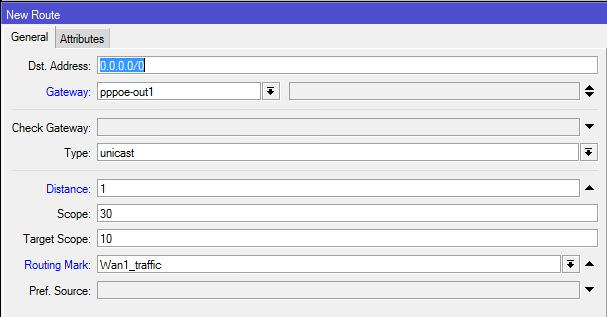 New Route
General Attributes
Dst. Address: 0.0.0.0/0
Gateway: pppoe-out1
Check Gateway:
Type: unicast
Distance: 1
Scope: 30
Target Scope: 10
Routing Mark: Wan1_traffic
Pref. Source: